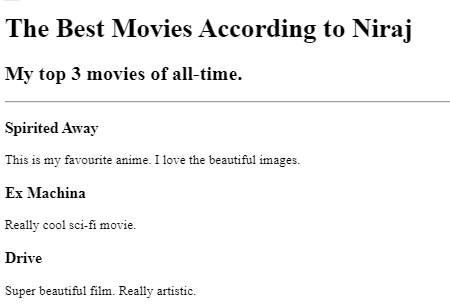 The Best Movies According to Niraj
My top 3 movies of all-time.
Spirited Away
This is my favourite anime. I love the beautiful images.
Ex Machina
Really cool sci-fi movie.
Drive
Super beautiful film. Really artistic.